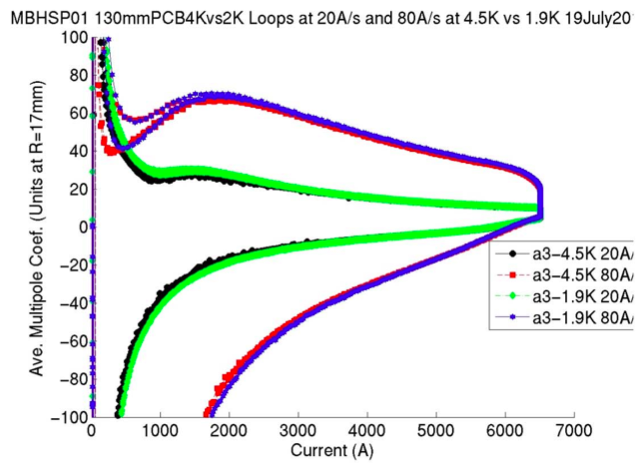 MBHSP01 130mmPCB4Kvs2K Loops at 20A/s and 80A/s at 4.5K vs 1.9K 19July201
100
80
60
40
20
0
−20
−40
−60
−80
−100
Ave. Multipole Coef. (Units at R=17mm)
a3−4.5K 20A/
a3−4.5K 80A/
a3−1.9K 20A/
a3−1.9K 80A/
0 1000 2000 3000 4000 5000 6000 7000
Current (A)